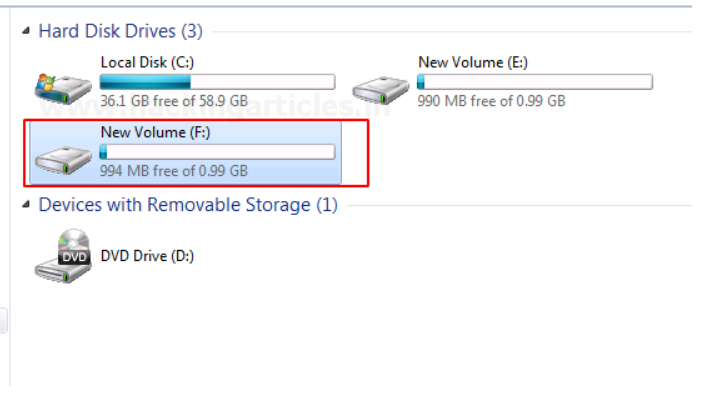 Hard Disk Drives (3)
Local Disk (C:)
36.1 GB free of 58.9 GB
New Volume (E:)
990 MB free of 0.99 GB
www.hackingarticles.in
New Volume (F:)
994 MB free of 0.99 GB
Devices with Removable Storage (1)
DVD
DVD Drive (D:)